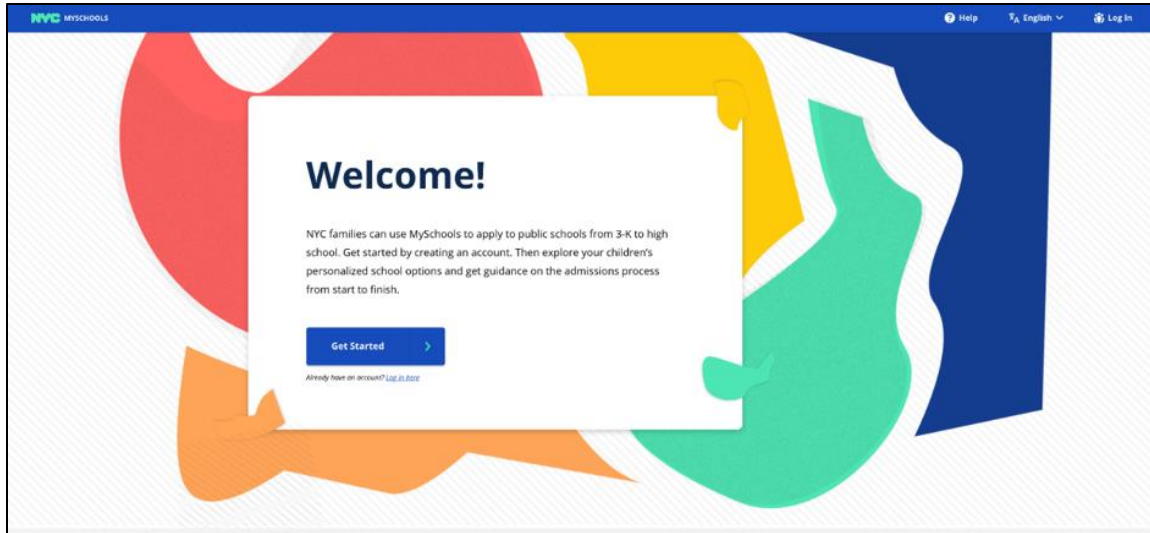 NYC MYSCHOOLS
Help
English
Log In
Welcome!
NYC families can use MySchools to apply to public schools from 3-K to high
school. Get started by creating an account. Then explore your children's
personalized school options and get guidance on the admissions process
from start to finish.
Get Started
Already have an account? Log in here